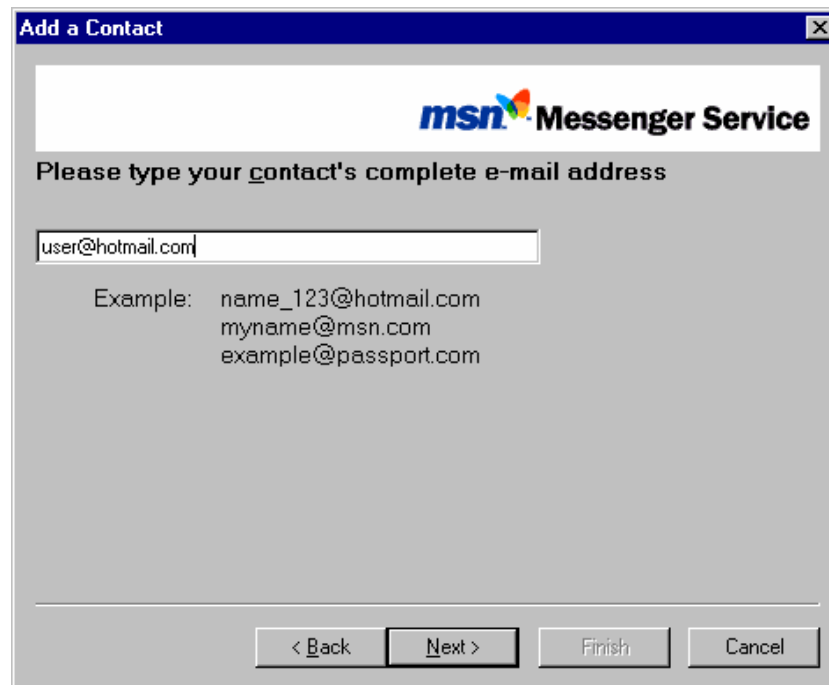 Add a Contact
msn Messenger Service
Please type your contact's complete e-mail address
user@hotmail.com
Example: name_123@hotmail.com
myname@msn.com
example@passport.com
< Back Next > Finish Cancel